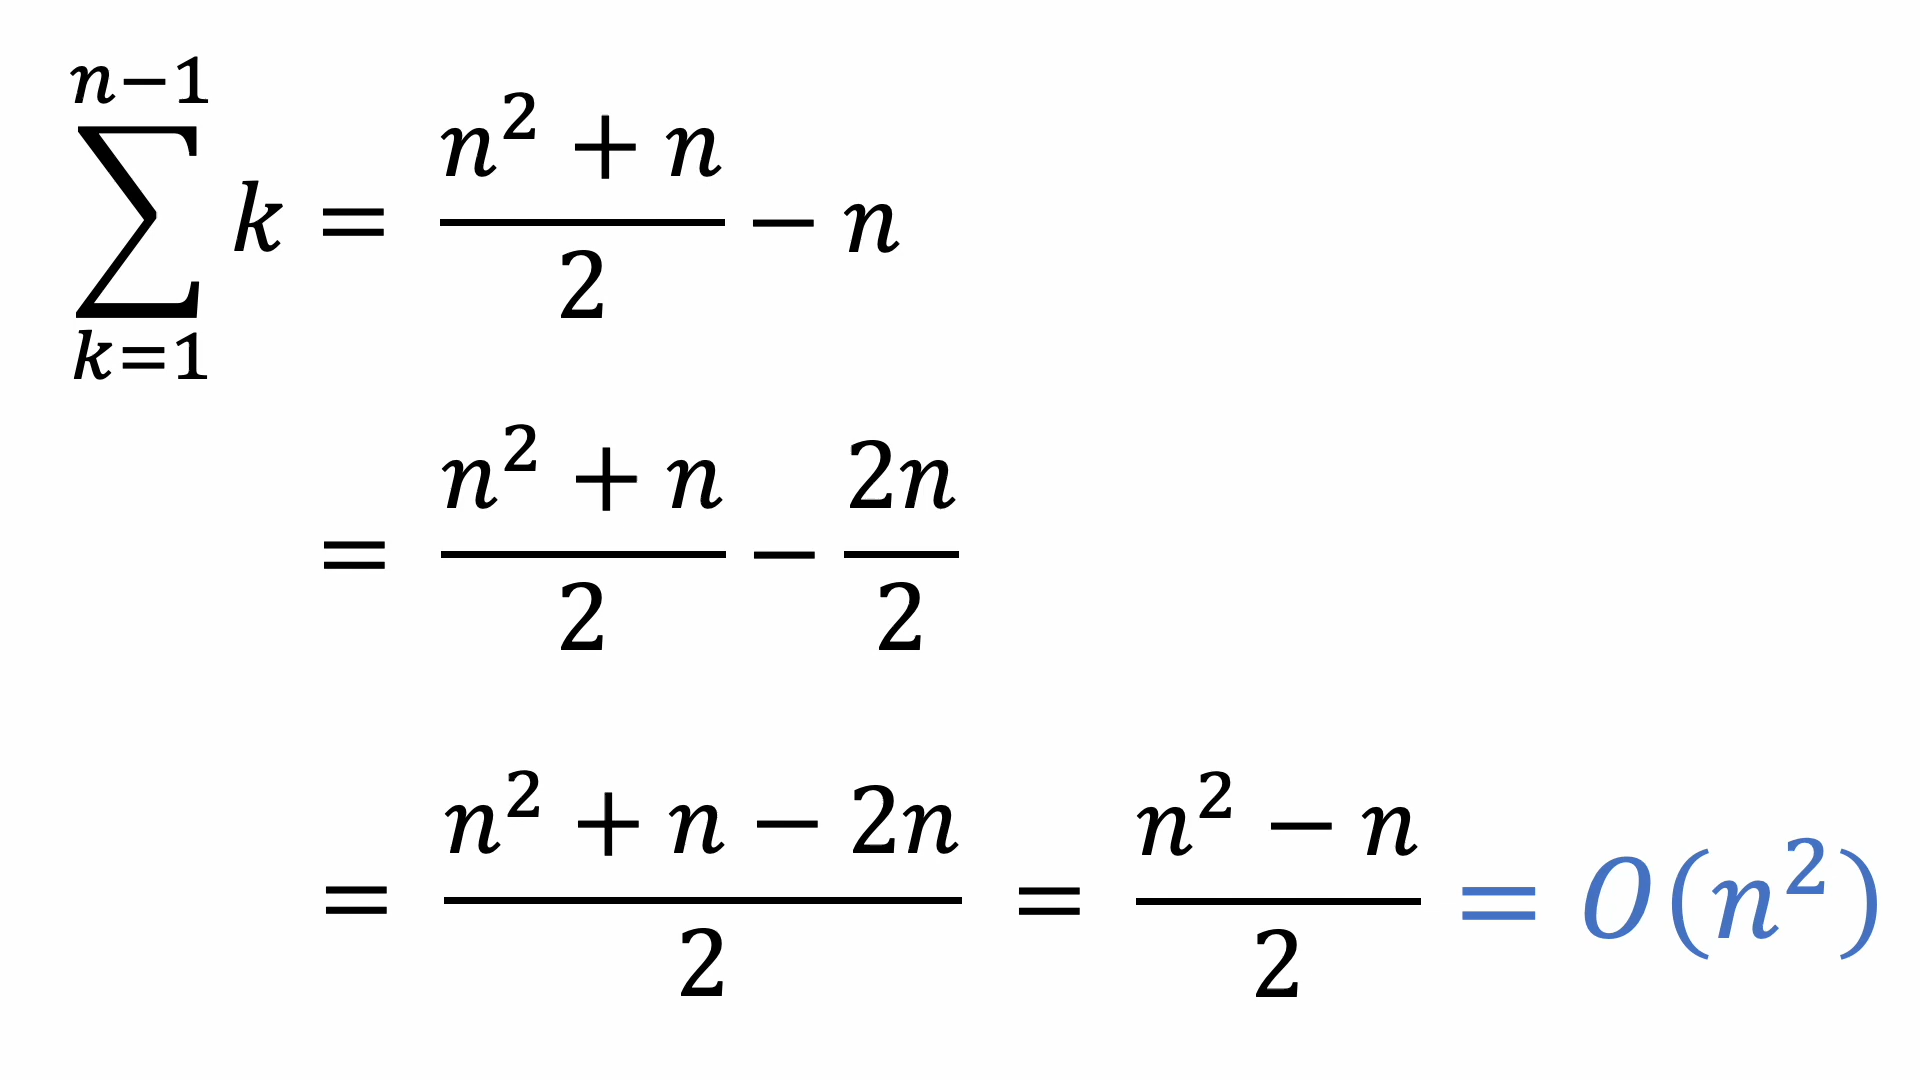 ∑_{k=1}^{n−1} k = (n² + n)/2 − n
= (n² + n)/2 − 2n/2
= (n² + n − 2n)/2 = (n² − n)/2 = O(n²)